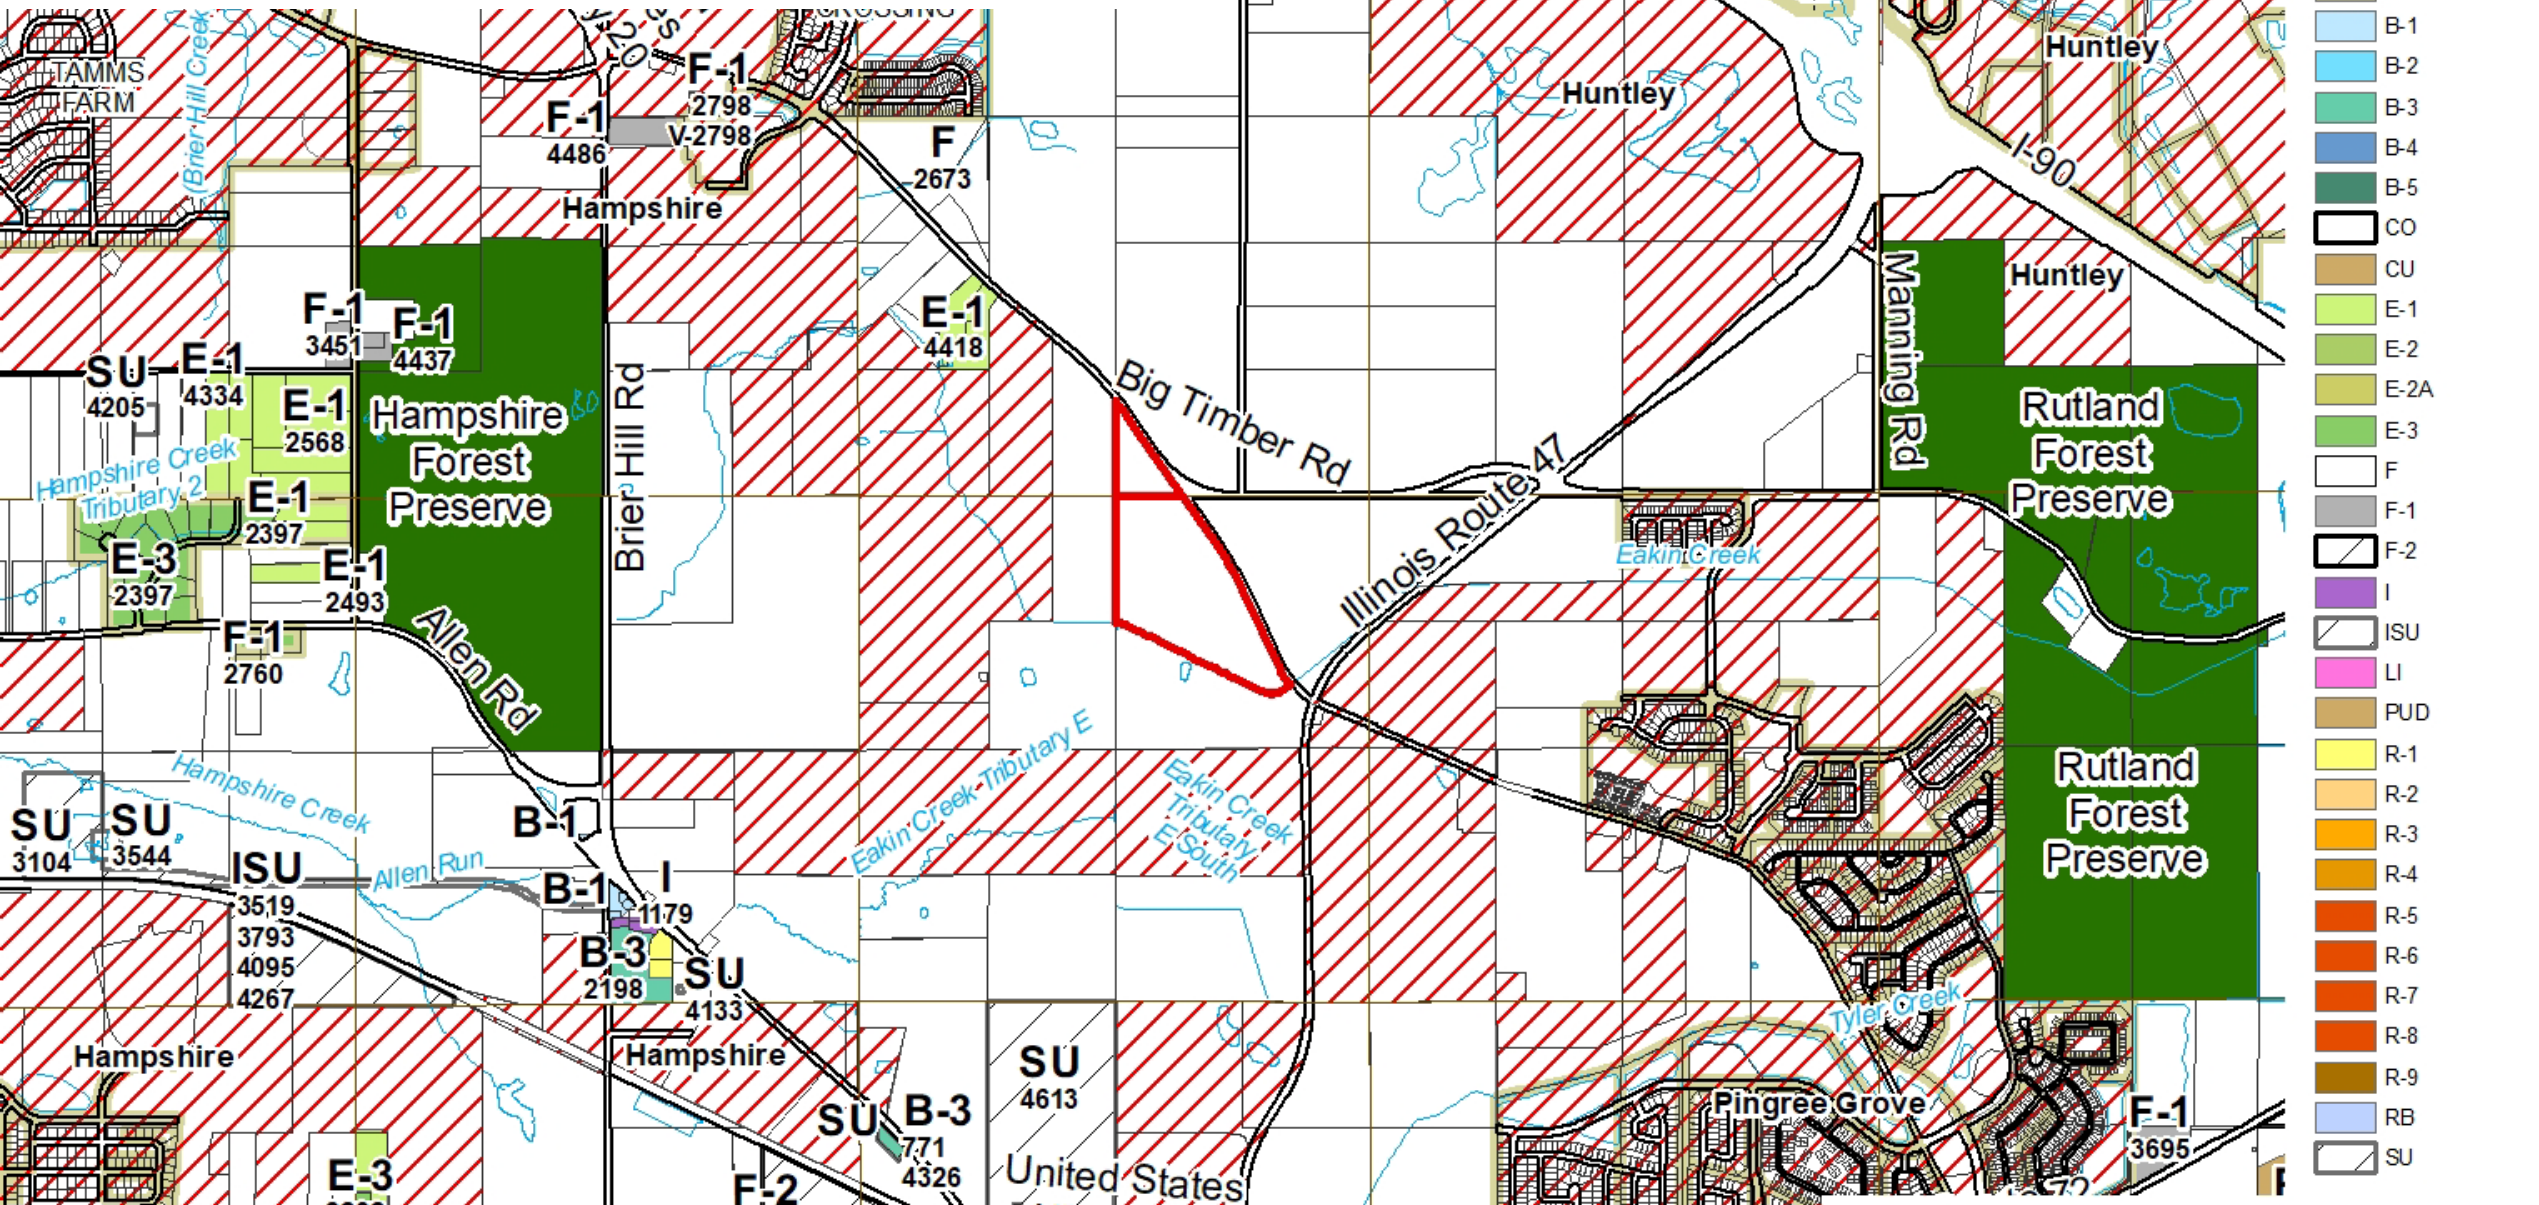 20
CROSSING
TAMMS
FARM
(Brier Hill Creek
F-1
2798
V-2798
F-1
4486
Hampshire
F
2673
Huntley
Huntley
I-90
Huntley
Manning Rd
F-1
3451
F-1
4437
E-1
4418
SU
4205
E-1
4334
E-1
2568
Hampshire
Forest
Preserve
Brier Hill Rd
Big Timber Rd
Illinois Route 47
Rutland
Forest
Preserve
Hampshire Creek
Tributary 2
E-1
2397
E-3
2397
E-1
2493
F-1
2760
Allen Rd
Eakin Creek
Hampshire Creek
SU
3104
SU
3544
ISU
3519
3793
4095
4267
Allen Run
B-1
B-1
I
1179
B-3
2198
SU
4133
Eakin Creek Tributary E
Eakin Creek
Tributary
E South
Rutland
Forest
Preserve
Tyler Creek
Hampshire
Hampshire
SU
4613
SU
B-3
771
4326
Pingree Grove
F-1
3695
E-3
F-2
United States
72
B-1
B-2
B-3
B-4
B-5
CO
CU
E-1
E-2
E-2A
E-3
F
F-1
F-2
I
ISU
LI
PUD
R-1
R-2
R-3
R-4
R-5
R-6
R-7
R-8
R-9
RB
SU